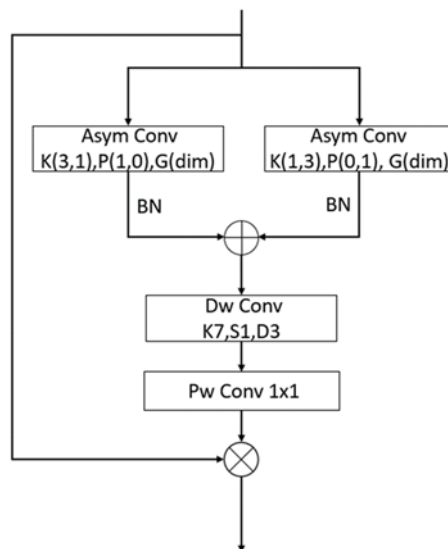 Asym Conv
K(3,1),P(1,0),G(dim)
Asym Conv
K(1,3),P(0,1), G(dim)
BN
BN
Dw Conv
K7,S1,D3
Pw Conv 1x1